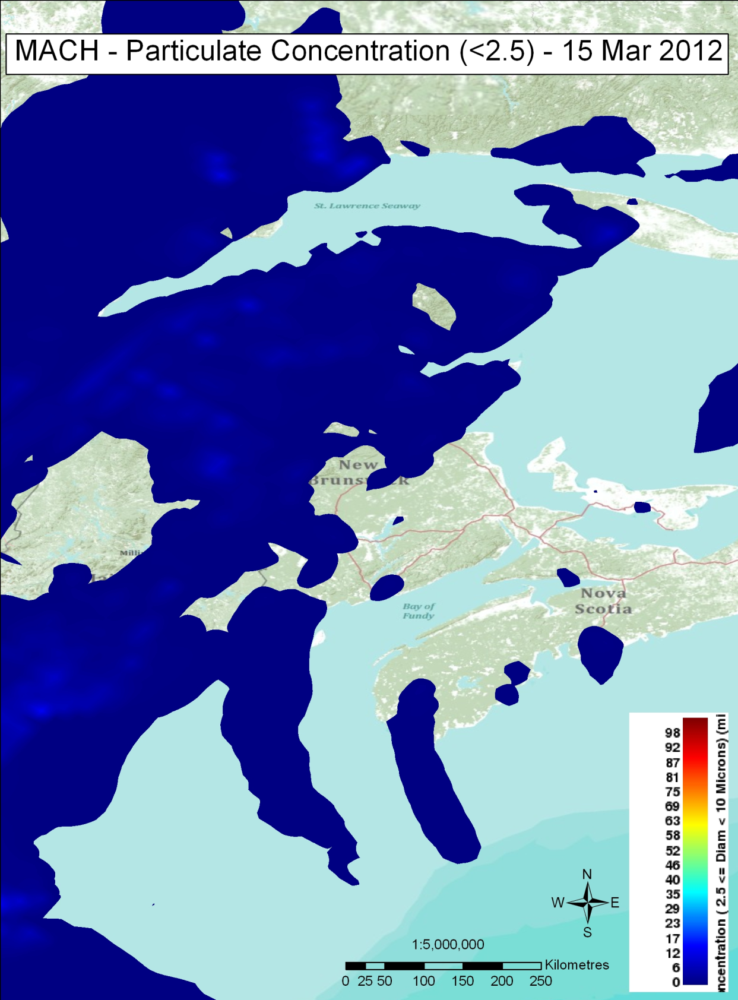 MACH - Particulate Concentration (<2.5) - 15 Mar 2012
St. Lawrence Seaway
New
Brunswick
Milli
Bay of
Fundy
Nova
Scotia
N
W E
S
1:5,000,000
Kilometres
0 25 50 100 150 200 250
98
92
87
81
75
69
63
58
52
46
40
35
29
23
17
12
6
0
ncentration ( 2.5 <= Diam < 10 Microns) (mi